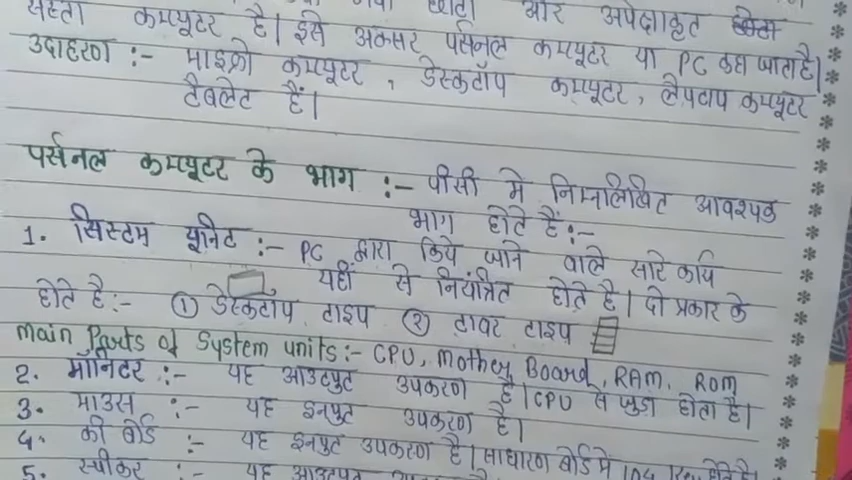 सस्ता कम्प्यूटर है। इसे अक्सर पर्सनल कम्प्यूटर या PC कहा जाता है।
उदाहरण :- माइक्रो कम्प्यूटर, डेस्कटॉप कम्प्यूटर, लैपटाप कम्प्यूटर
टैबलेट हैं।
पर्सनल कम्प्यूटर के भाग :- पीसी में निम्नलिखित आवश्यक
भाग होते हैं:-
1. सिस्टम यूनिट :- PC द्वारा किये जाने वाले सारे कार्य
यहीं से नियंत्रित होते है। दो प्रकार के
होते है:- ① डेस्कटॉप टाइप ② टावर टाइप
main Parts of System units:- CPU, Mother Board, RAM, ROM
2. मॉनिटर :- यह आउटपुट उपकरण है। CPU से जुडा होता है।
3. माउस :- यह इनपुट उपकरण है।
4. की बोर्ड :- यह इनपुट उपकरण है। साधारण बोर्ड में 104
5. स्पीकर :- यह आउटपुट